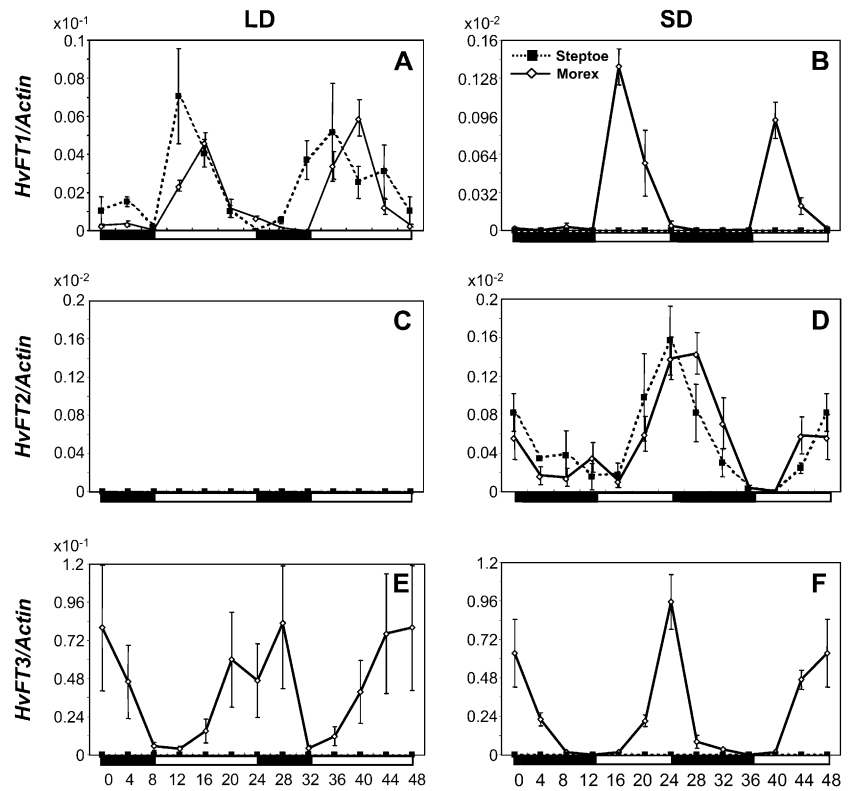 LD
SD
x10-1
x10-2
HvFT1/Actin
0.1
0.08
0.06
0.04
0.02
0
A
0.16
0.128
0.096
0.064
0.032
0
Steptoe
Morex
B
x10-2
HvFT2/Actin
0.2
0.16
0.12
0.08
0.04
0
C
x10-2
0.2
0.16
0.12
0.08
0.04
0
D
x10-1
HvFT3/Actin
1.2
0.96
0.72
0.48
0.24
0
E
0 4 8 12 16 20 24 28 32 36 40 44 48
1.2
0.96
0.72
0.48
0.24
0
F
0 4 8 12 16 20 24 28 32 36 40 44 48